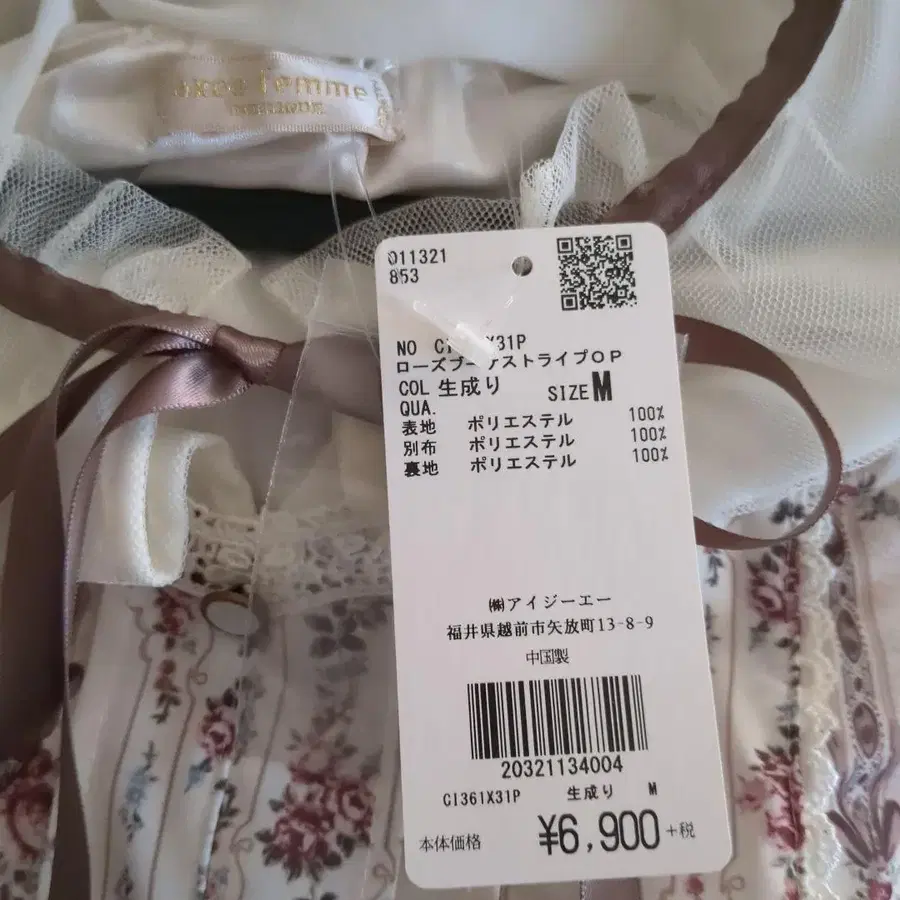 femme
011321
853
NO CI361X31P
ローズブーケストライプOP
COL 生成り SIZE M
QUA.
表地 ポリエステル 100%
別布 ポリエステル 100%
裏地 ポリエステル 100%
㈱アイジーエー
福井県越前市矢放町13-8-9
中国製
20321134004
CI361X31P 生成り M
本体価格 ¥6,900+税